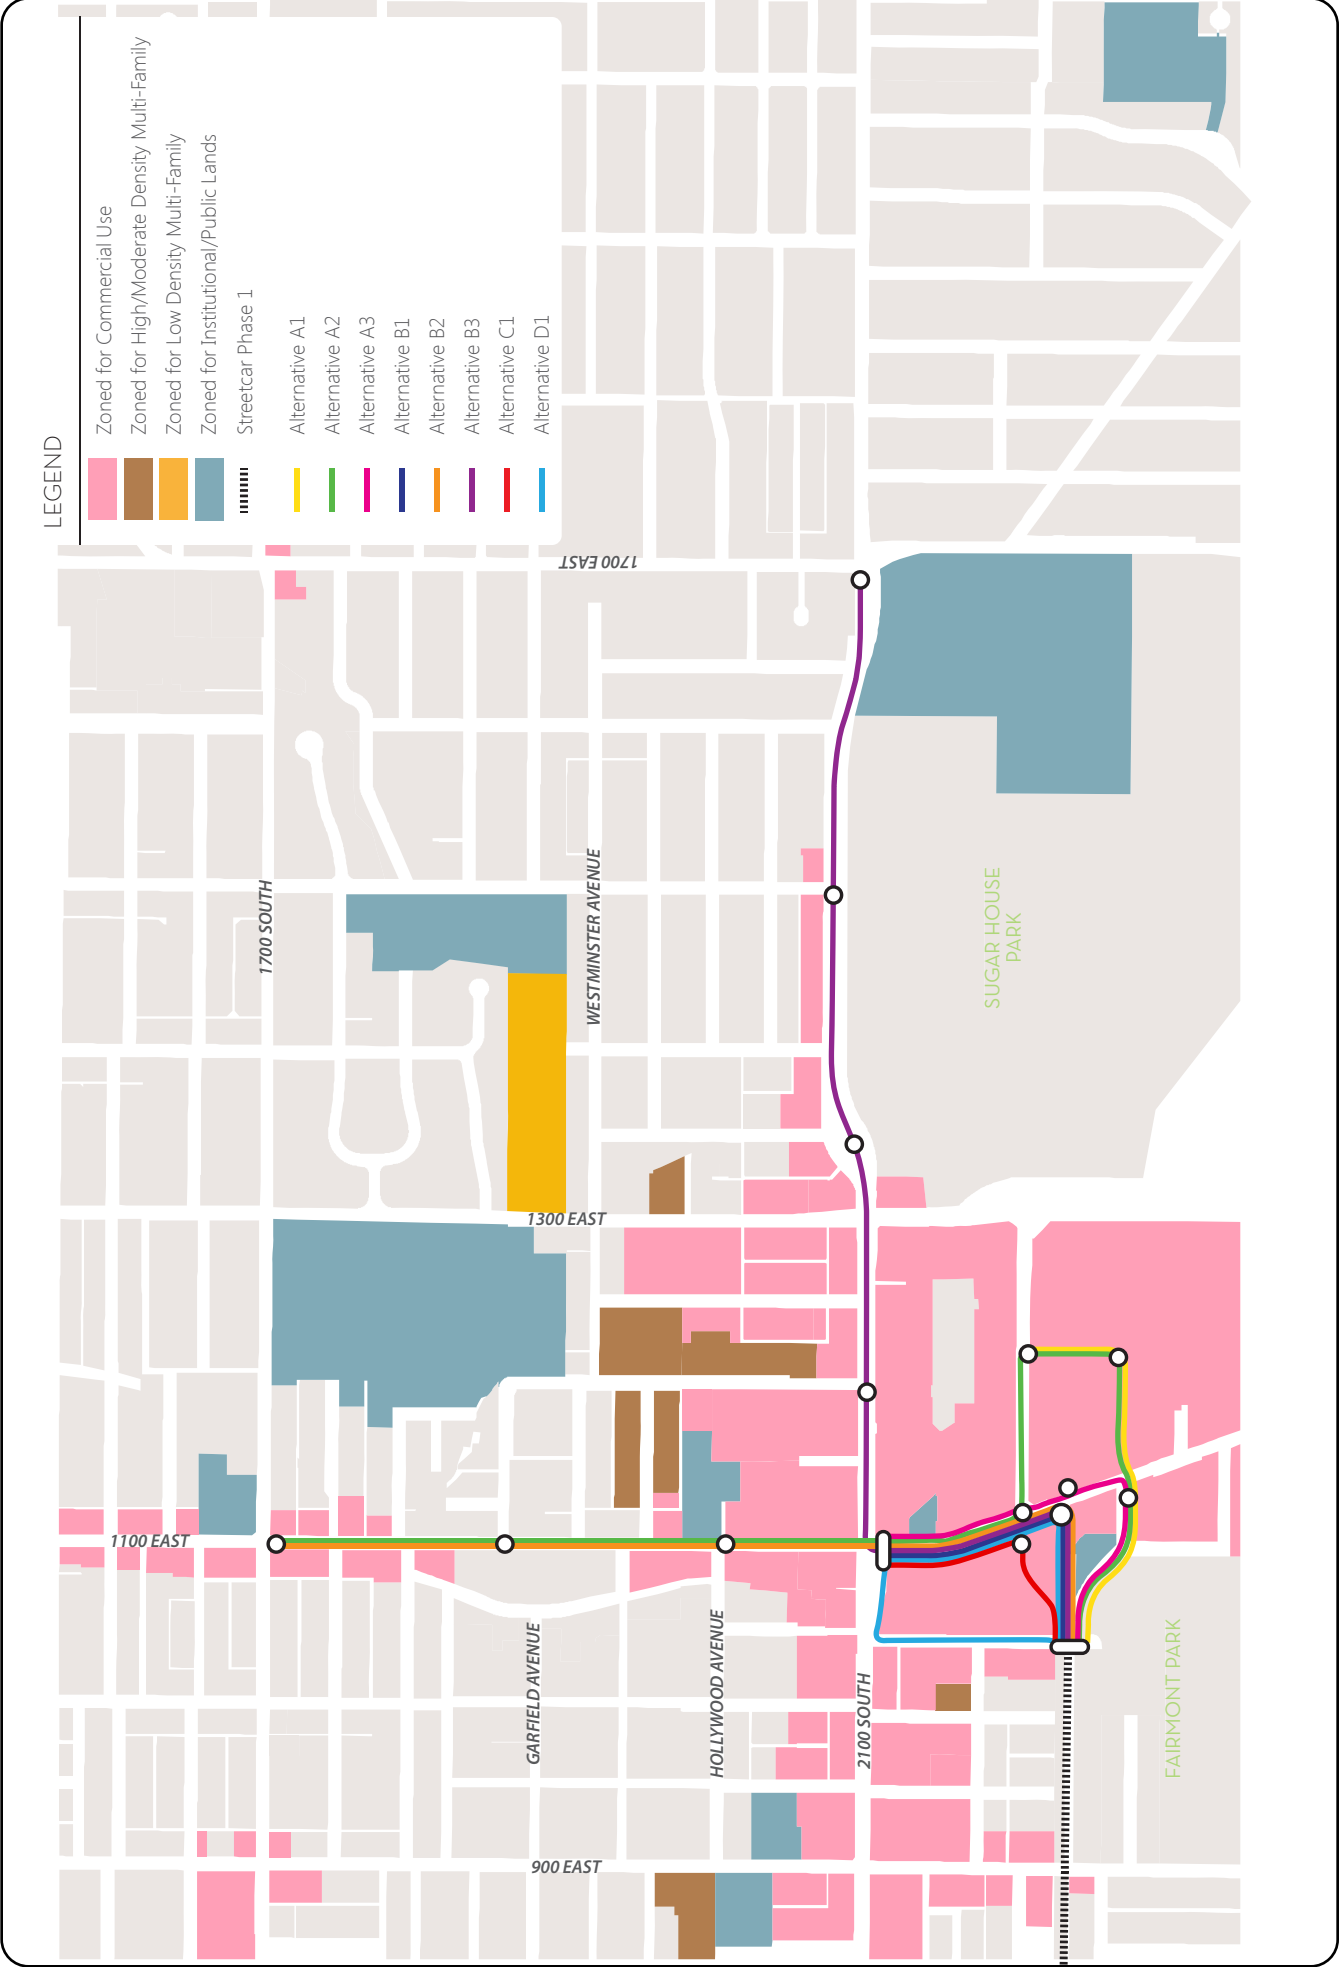 LEGEND
Zoned for Commercial Use
Zoned for High/Moderate Density Multi-Family
Zoned for Low Density Multi-Family
Zoned for Institutional/Public Lands
Streetcar Phase 1
Alternative A1
Alternative A2
Alternative A3
Alternative B1
Alternative B2
Alternative B3
Alternative C1
Alternative D1
1700 EAST
1700 SOUTH
WESTMINSTER AVENUE
SUGAR HOUSE
PARK
1300 EAST
1100 EAST
GARFIELD AVENUE
HOLLYWOOD AVENUE
2100 SOUTH
FAIRMONT PARK
900 EAST